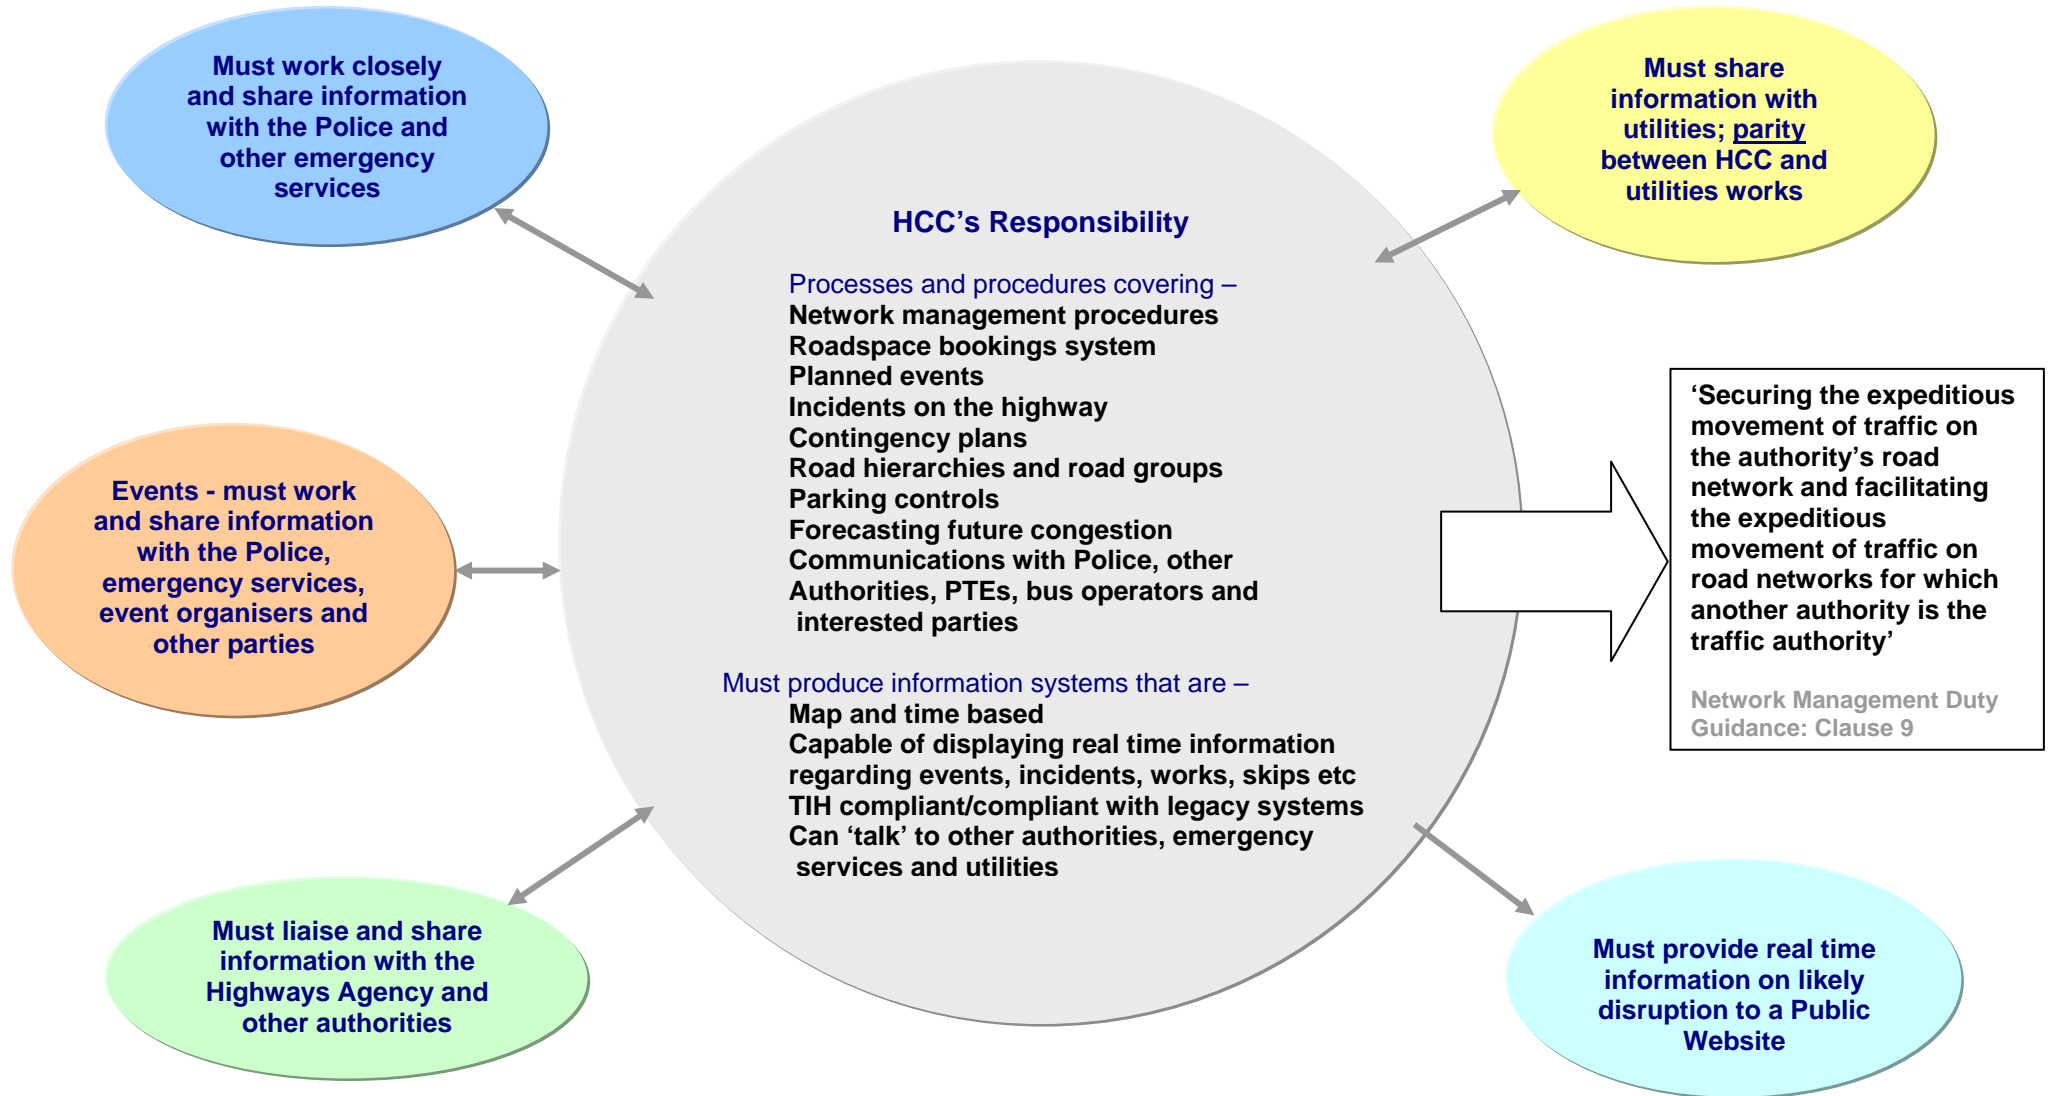 Must work closely
and share information
with the Police and
other emergency
services
Must share
information with
utilities; parity
between HCC and
utilities works
HCC’s Responsibility
Processes and procedures covering –
Network management procedures
Roadspace bookings system
Planned events
Incidents on the highway
Contingency plans
Road hierarchies and road groups
Parking controls
Forecasting future congestion
Communications with Police, other
Authorities, PTEs, bus operators and
interested parties
Must produce information systems that are –
Map and time based
Capable of displaying real time information
regarding events, incidents, works, skips etc
TIH compliant/compliant with legacy systems
Can ‘talk’ to other authorities, emergency
services and utilities
Events - must work
and share information
with the Police,
emergency services,
event organisers and
other parties
‘Securing the expeditious
movement of traffic on
the authority’s road
network and facilitating
the expeditious
movement of traffic on
road networks for which
another authority is the
traffic authority’
Network Management Duty
Guidance: Clause 9
Must liaise and share
information with the
Highways Agency and
other authorities
Must provide real time
information on likely
disruption to a Public
Website